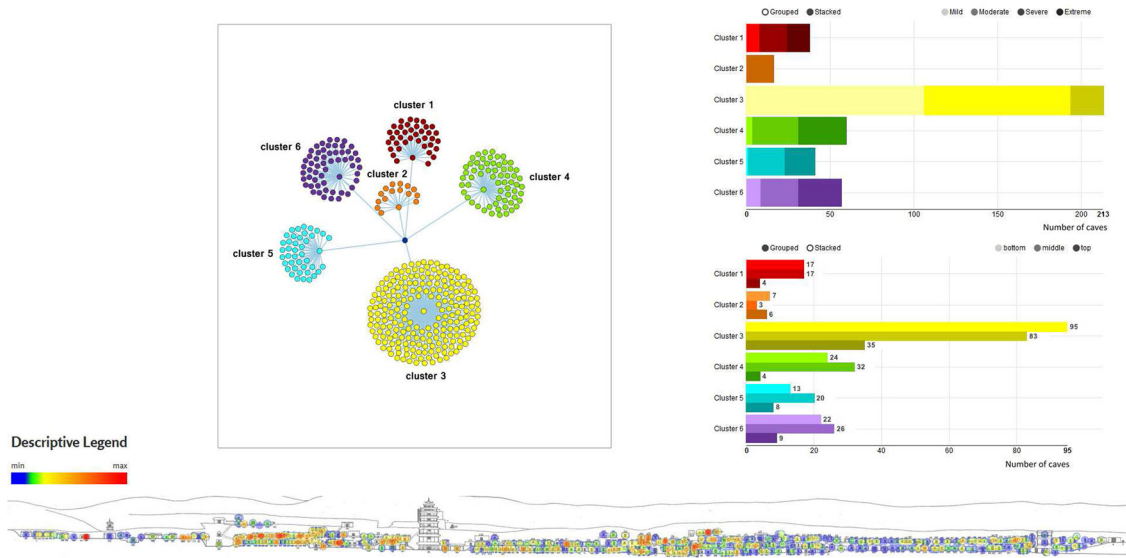 cluster 1
cluster 6
cluster 2
cluster 4
cluster 5
cluster 3
Grouped Stacked Mild Moderate Severe Extreme
Cluster 1
Cluster 2
Cluster 3
Cluster 4
Cluster 5
Cluster 6
0 50 100 150 200 213
Number of caves
Grouped Stacked bottom middle top
Cluster 1
17
17
4
Cluster 2
7
3
6
Cluster 3
95
83
35
Cluster 4
24
32
4
Cluster 5
13
20
8
Cluster 6
22
26
9
0 20 40 60 80 95
Number of caves
Descriptive Legend
min max